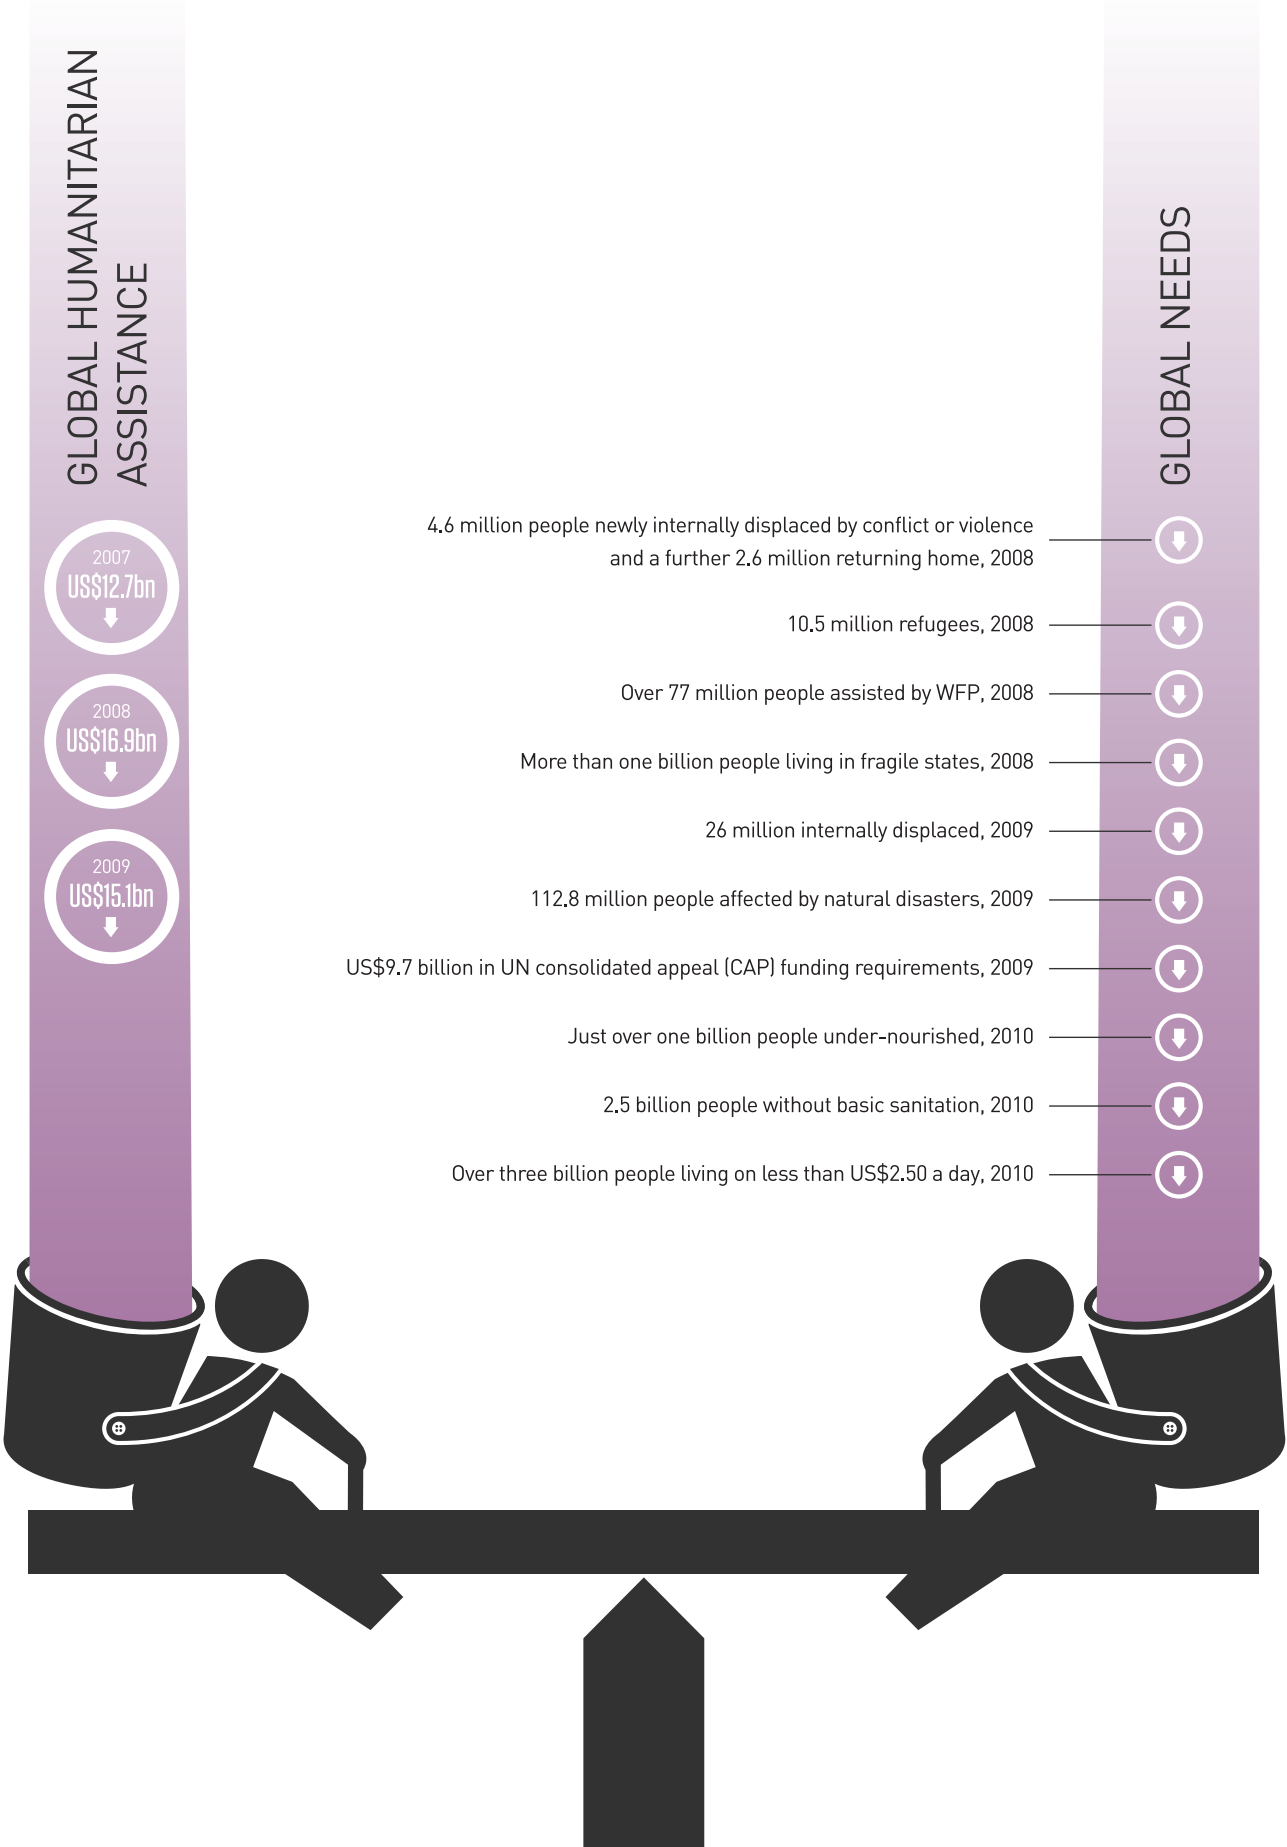 GLOBAL HUMANITARIAN
ASSISTANCE
2007
US$12.7bn
2008
US$16.9bn
2009
US$15.1bn
GLOBAL NEEDS
4.6 million people newly internally displaced by conflict or violence
and a further 2.6 million returning home, 2008
10.5 million refugees, 2008
Over 77 million people assisted by WFP, 2008
More than one billion people living in fragile states, 2008
26 million internally displaced, 2009
112.8 million people affected by natural disasters, 2009
US$9.7 billion in UN consolidated appeal (CAP) funding requirements, 2009
Just over one billion people under-nourished, 2010
2.5 billion people without basic sanitation, 2010
Over three billion people living on less than US$2.50 a day, 2010